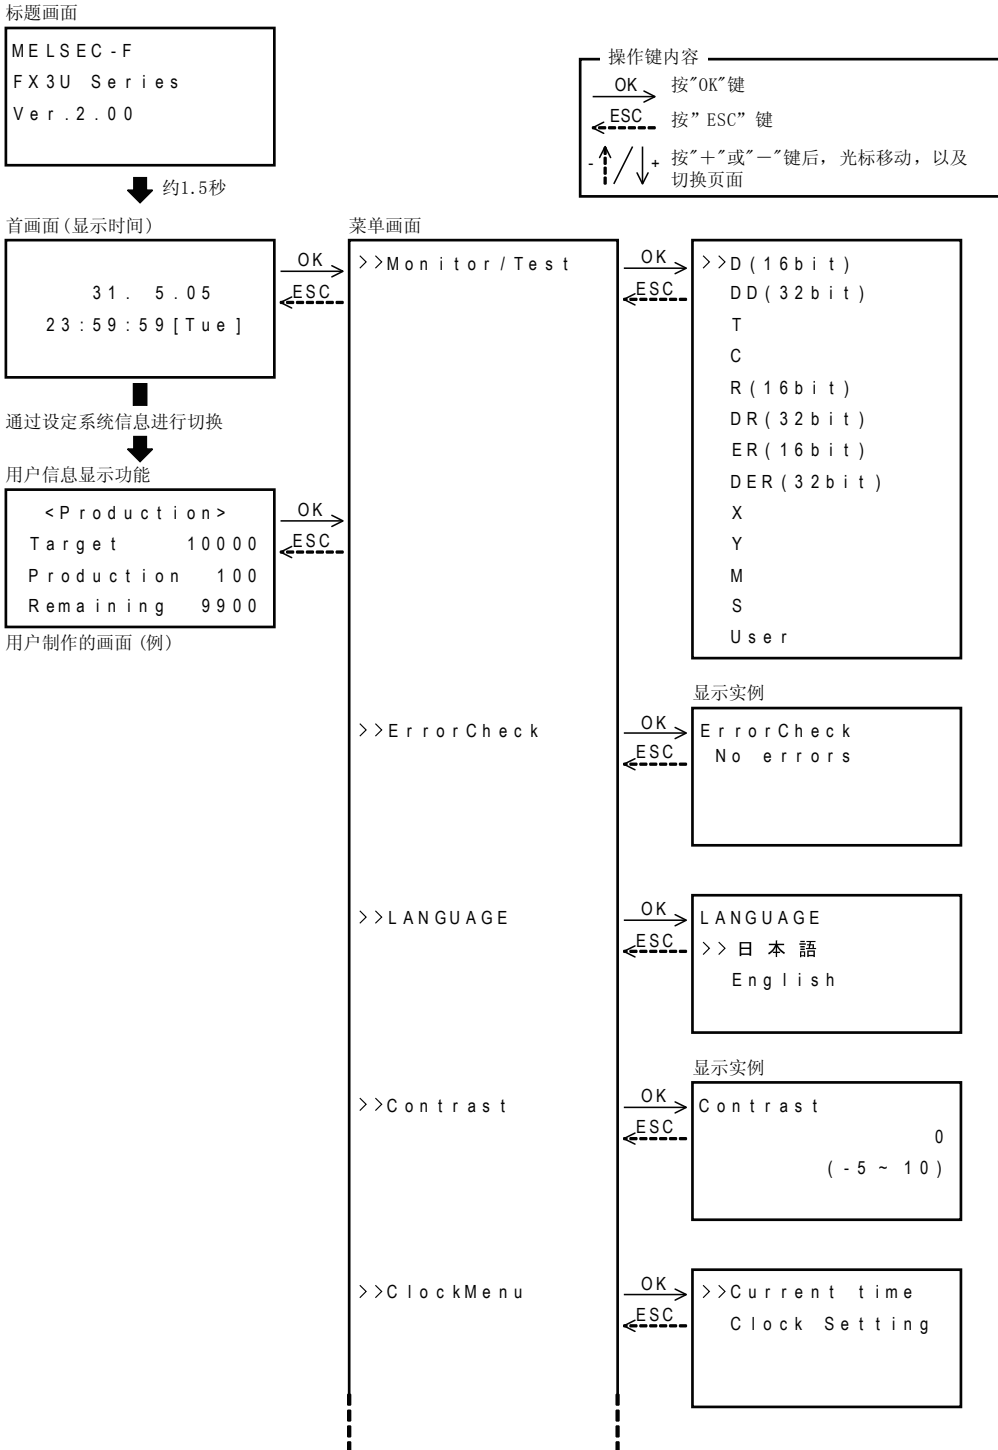 标题画面
MELSEC-F
FX3U Series
Ver.2.00
操作键内容
OK 按"OK"键
ESC 按"ESC"键
- / + 按"+"或"-"键后, 光标移动, 以及
切换页面
约1.5秒
首画面(显示时间)
31. 5.05
23:59:59[Tue]
OK
ESC
通过设定系统信息进行切换
用户信息显示功能
<Production>
Target 10000
Production 100
Remaining 9900
OK
ESC
用户制作的画面(例)
菜单画面
>>Monitor/Test
OK
ESC
>>D(16bit)
DD(32bit)
T
C
R(16bit)
DR(32bit)
ER(16bit)
DER(32bit)
X
Y
M
S
User
>>ErrorCheck
OK
ESC
显示实例
ErrorCheck
No errors
>>LANGUAGE
OK
ESC
LANGUAGE
>>日本語
English
>>Contrast
OK
ESC
显示实例
Contrast
0
(-5 ~ 10)
>>ClockMenu
OK
ESC
>>Current time
Clock Setting